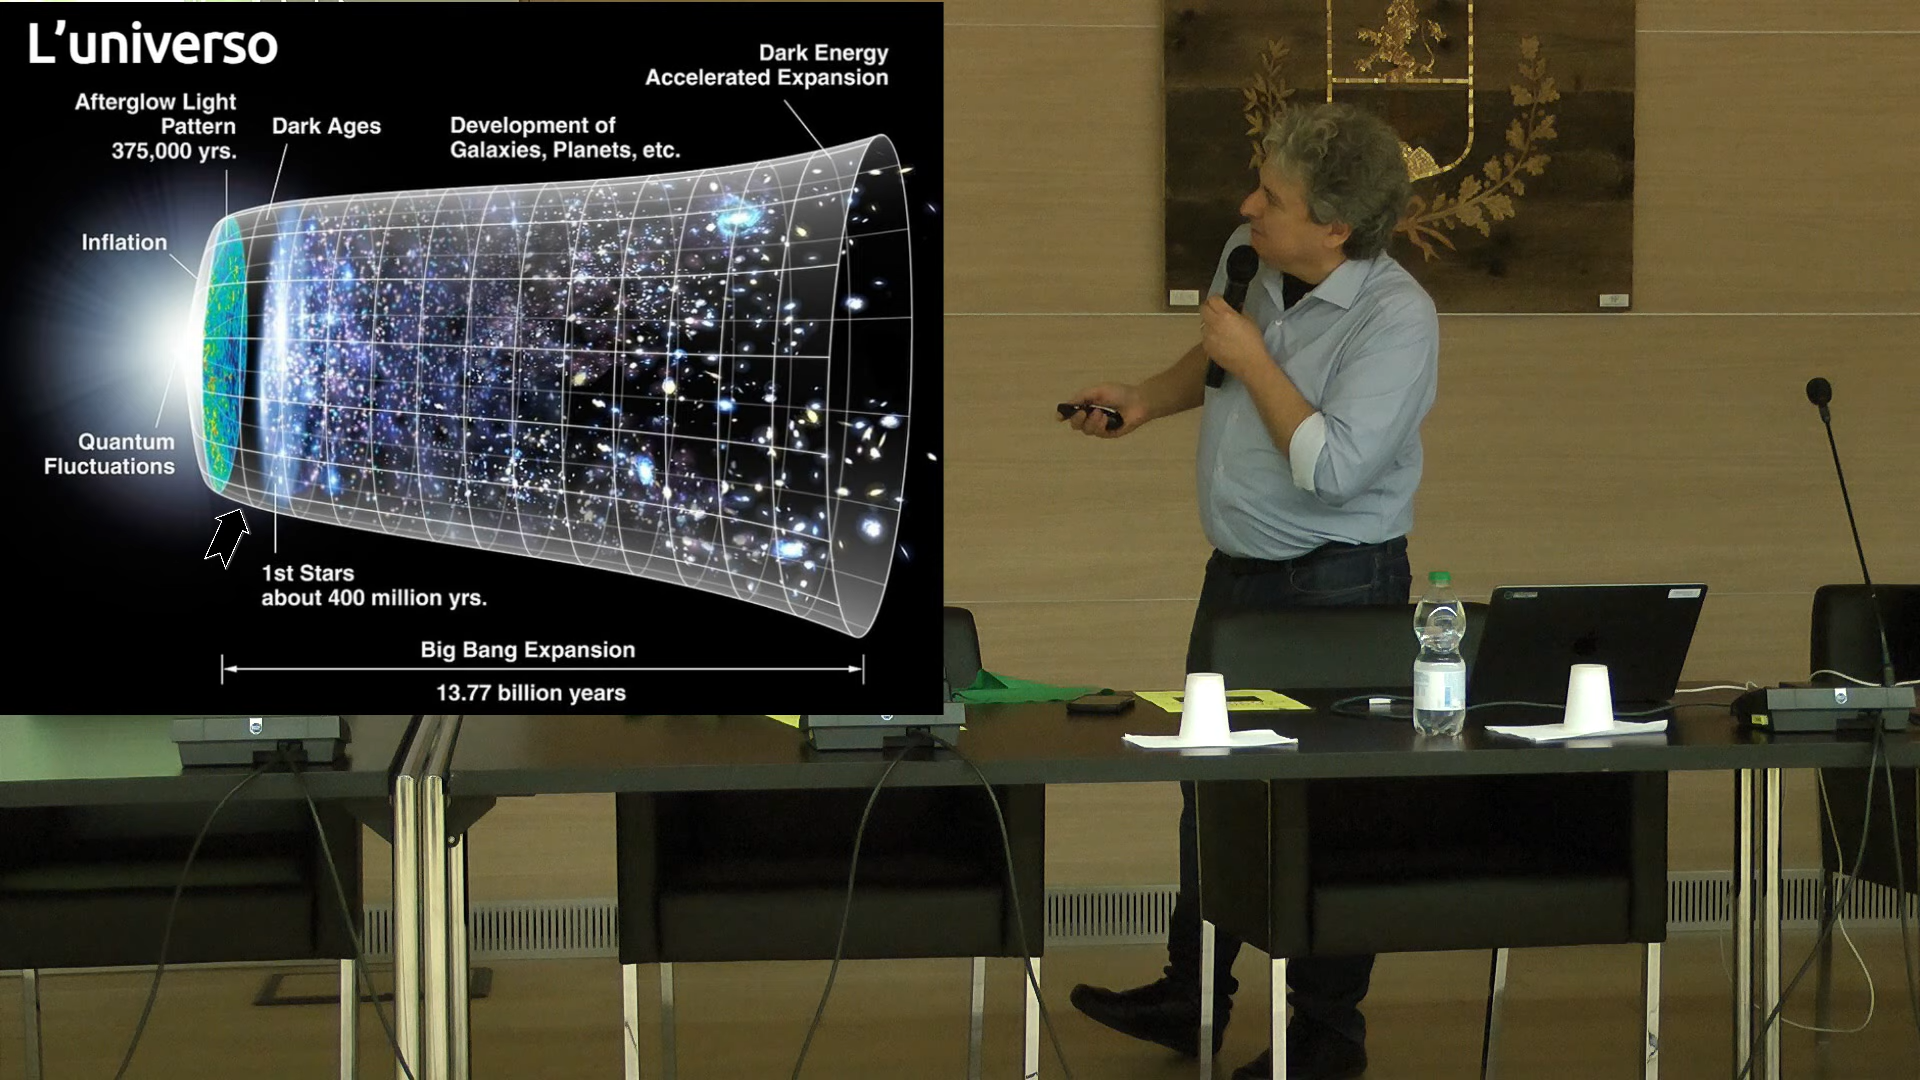 L'universo
Dark Energy
Accelerated Expansion
Afterglow Light
Pattern
375,000 yrs.
Dark Ages
Development of
Galaxies, Planets, etc.
Inflation
Quantum
Fluctuations
1st Stars
about 400 million yrs.
Big Bang Expansion
13.77 billion years